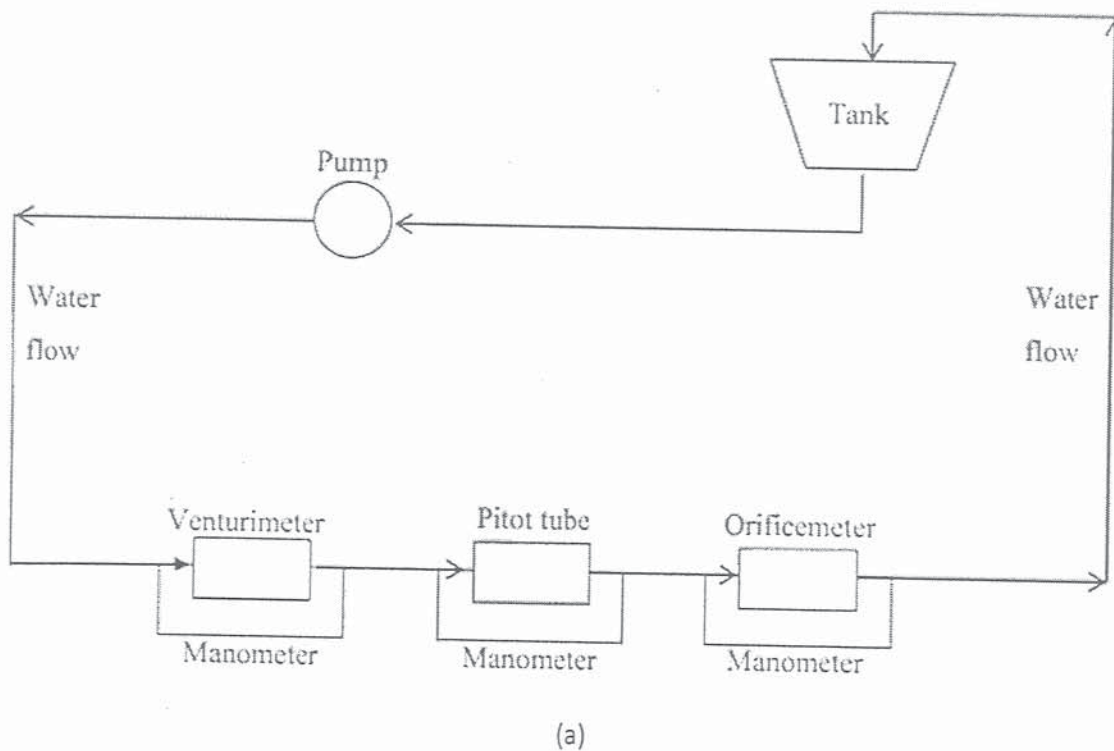 Tank
Pump
Water
flow
Water
flow
Venturimeter
Pitot tube
Orificemeter
Manometer
Manometer
Manometer
(a)